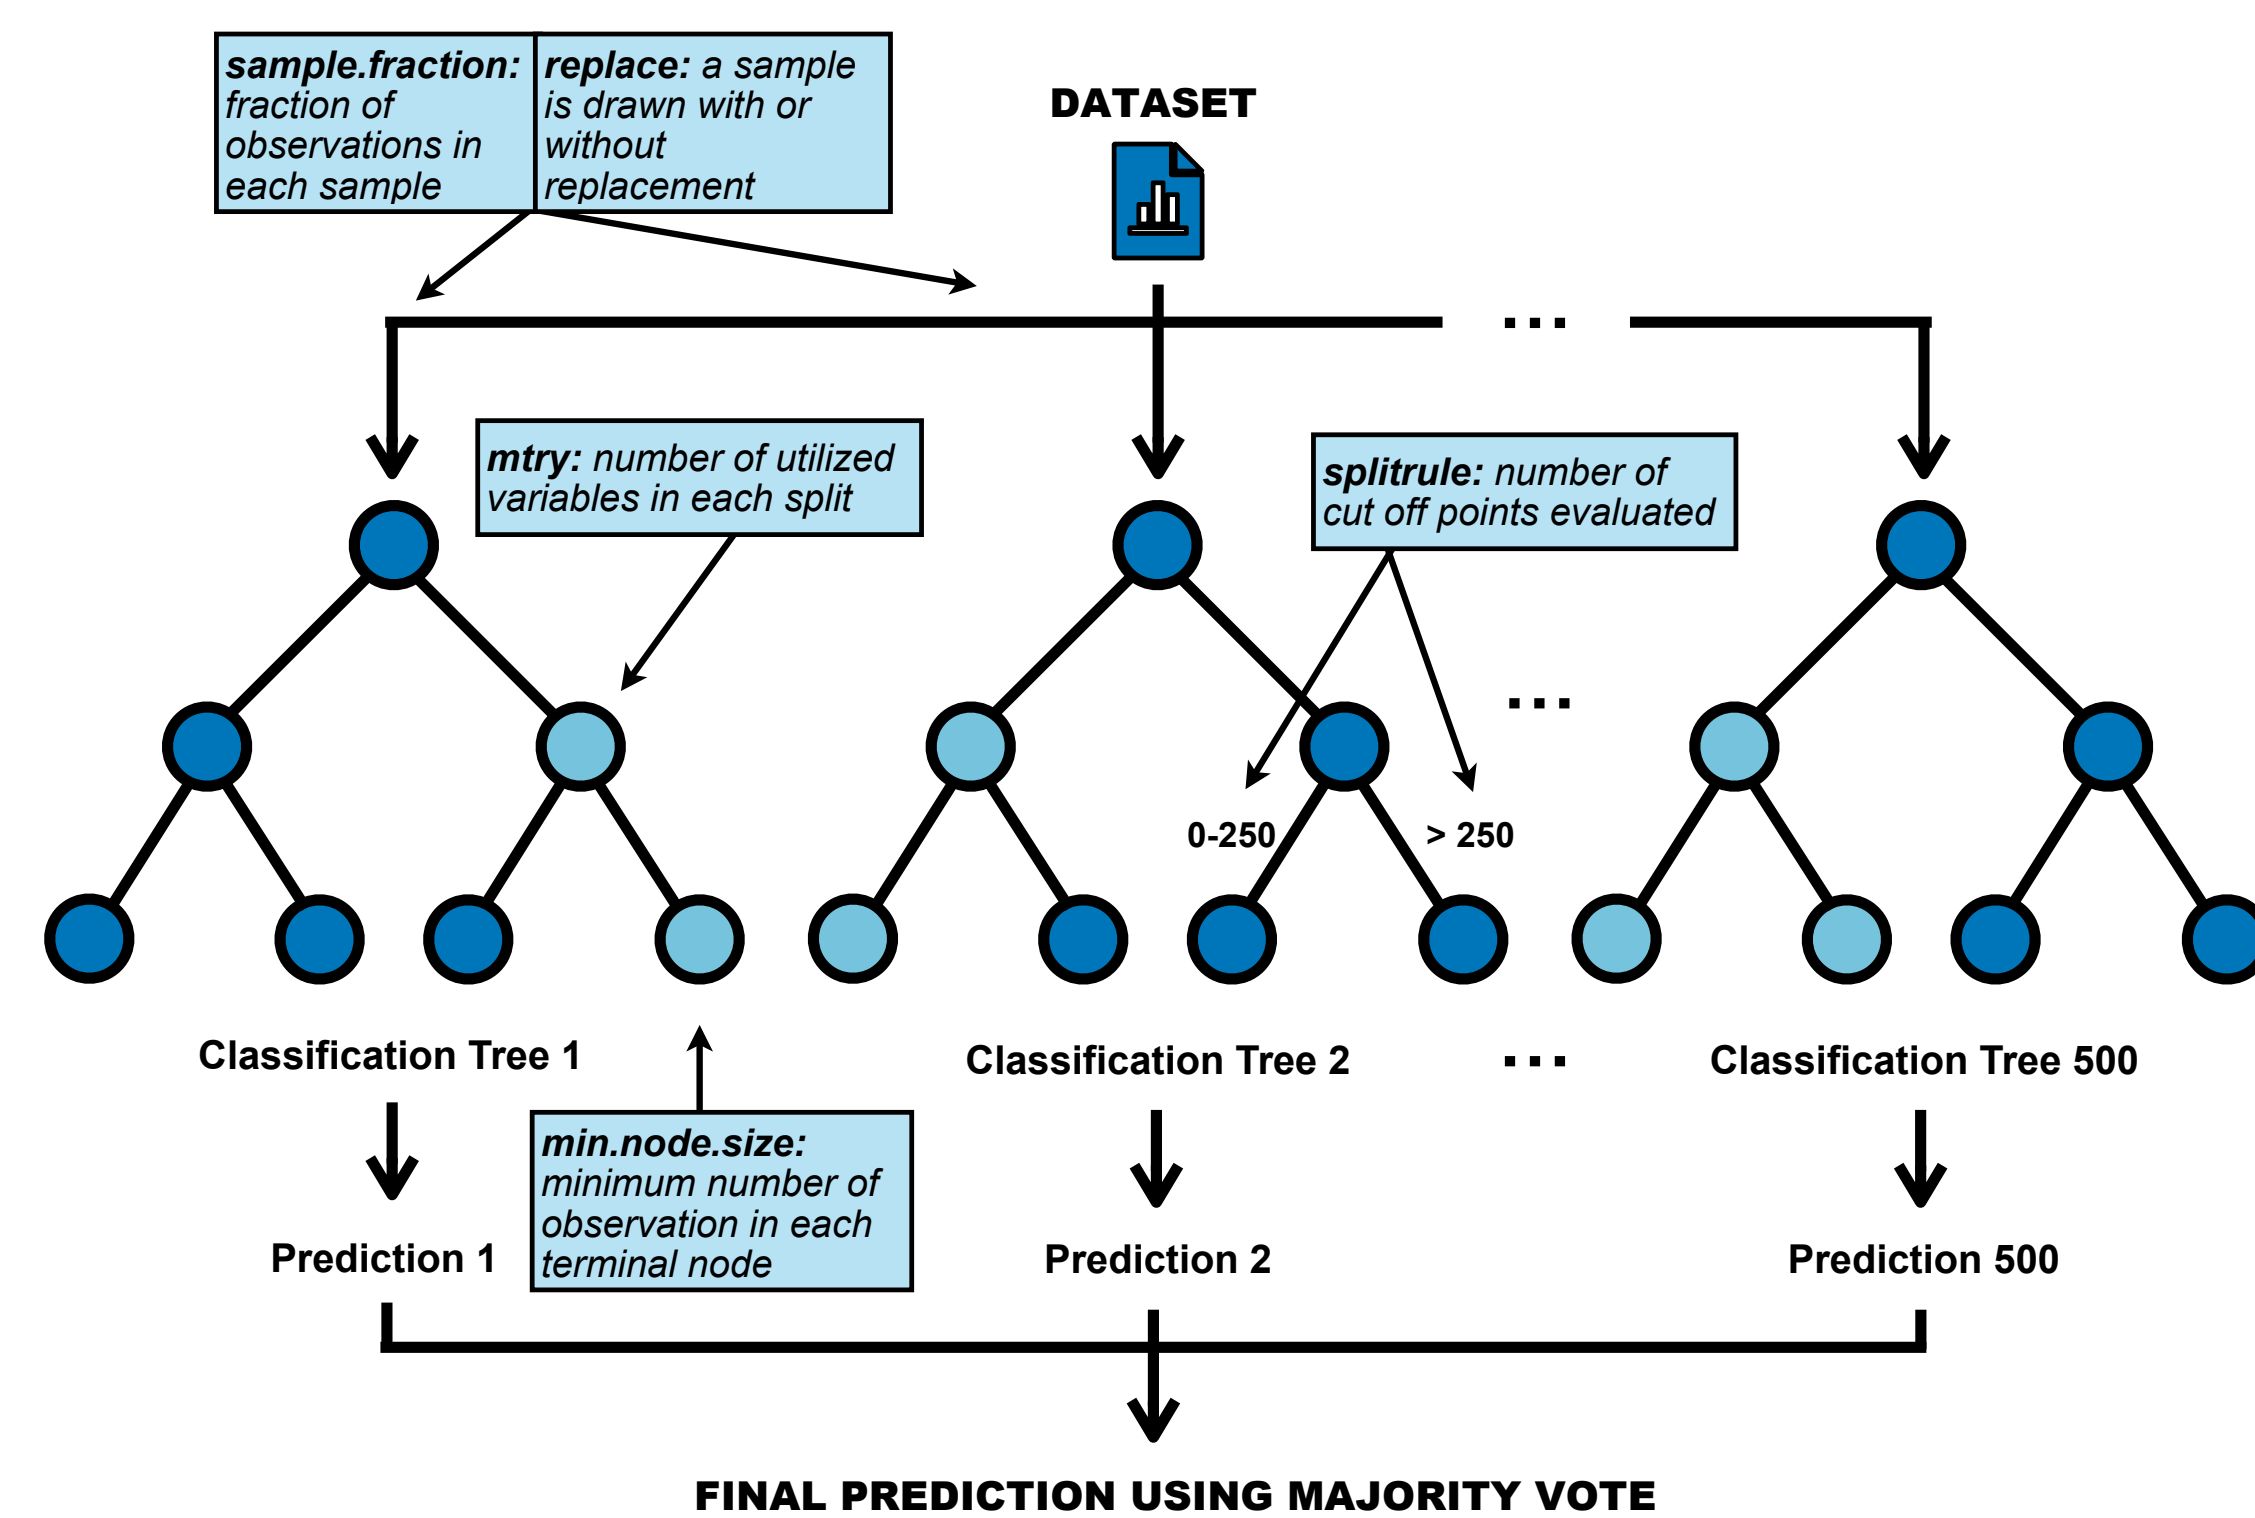 sample.fraction:
fraction of
observations in
each sample
replace: a sample
is drawn with or
without
replacement
DATASET
...
mtry: number of utilized
variables in each split
splitrule: number of
cut off points evaluated
...
0-250
> 250
Classification Tree 1
Classification Tree 2
...
Classification Tree 500
min.node.size:
minimum number of
observation in each
terminal node
Prediction 1
Prediction 2
Prediction 500
FINAL PREDICTION USING MAJORITY VOTE